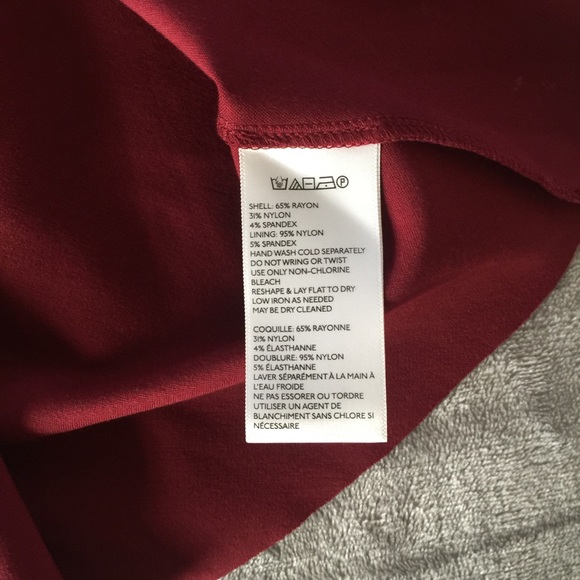 SHELL: 65% RAYON
31% NYLON
4% SPANDEX
LINING: 95% NYLON
5% SPANDEX
HAND WASH COLD SEPARATELY
DO NOT WRING OR TWIST
USE ONLY NON-CHLORINE
BLEACH
RESHAPE & LAY FLAT TO DRY
LOW IRON AS NEEDED
MAY BE DRY CLEANED
COQUILLE: 65% RAYONNE
31% NYLON
4% ÉLASTHANNE
DOUBLURE: 95% NYLON
5% ÉLASTHANNE
LAVER SÉPARÉMENT À LA MAIN À
L'EAU FROIDE
NE PAS ESSORER OU TORDRE
UTILISER UN AGENT DE
BLANCHIMENT SANS CHLORE SI
NÉCESSAIRE